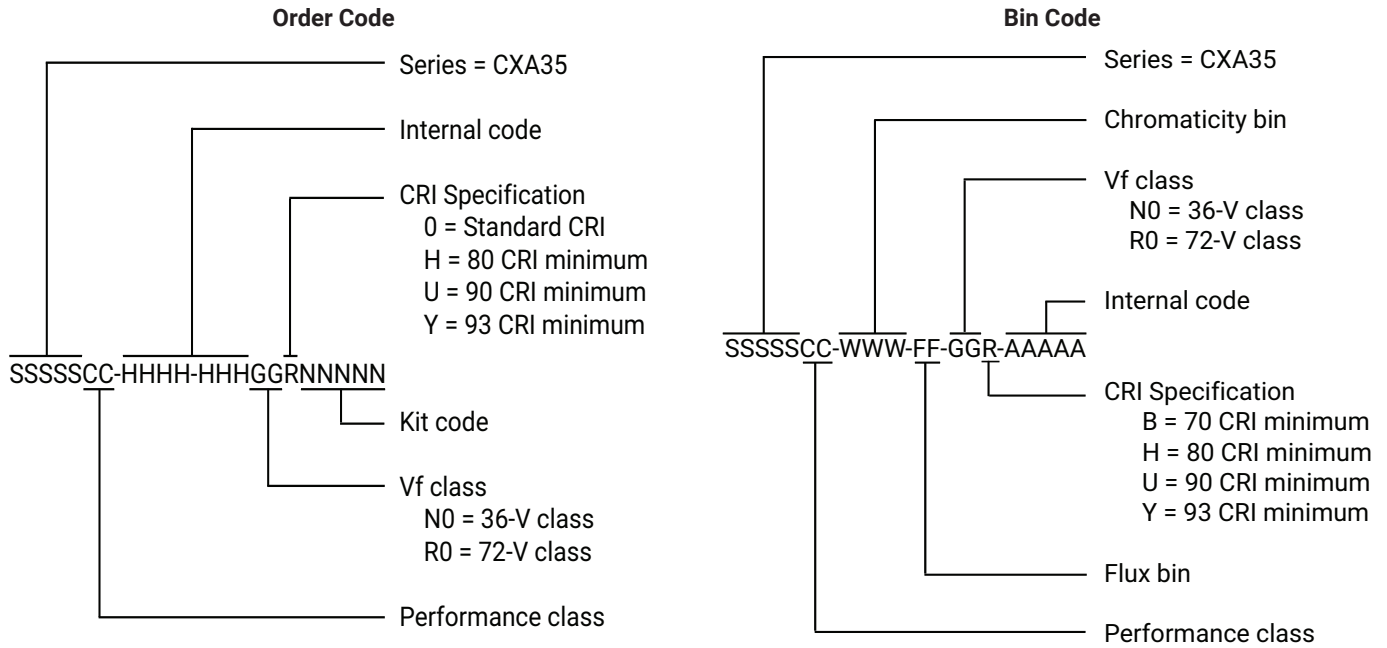 Order Code
Series = CXA35
Internal code
CRI Specification
0 = Standard CRI
H = 80 CRI minimum
U = 90 CRI minimum
Y = 93 CRI minimum
SSSSSCC-HHHH-HHHGGRNNNNN
Kit code
Vf class
N0 = 36-V class
R0 = 72-V class
Performance class
Bin Code
Series = CXA35
Chromaticity bin
Vf class
N0 = 36-V class
R0 = 72-V class
Internal code
SSSSSCC-WWW-FF-GGR-AAAAA
CRI Specification
B = 70 CRI minimum
H = 80 CRI minimum
U = 90 CRI minimum
Y = 93 CRI minimum
Flux bin
Performance class